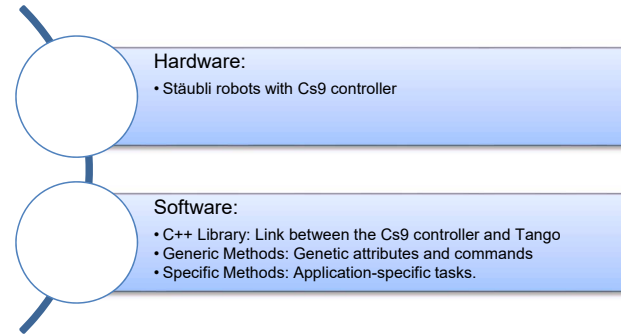 Hardware:
• Stäubli robots with Cs9 controller
Software:
• C++ Library: Link between the Cs9 controller and Tango
• Generic Methods: Genetic attributes and commands
• Specific Methods: Application-specific tasks.